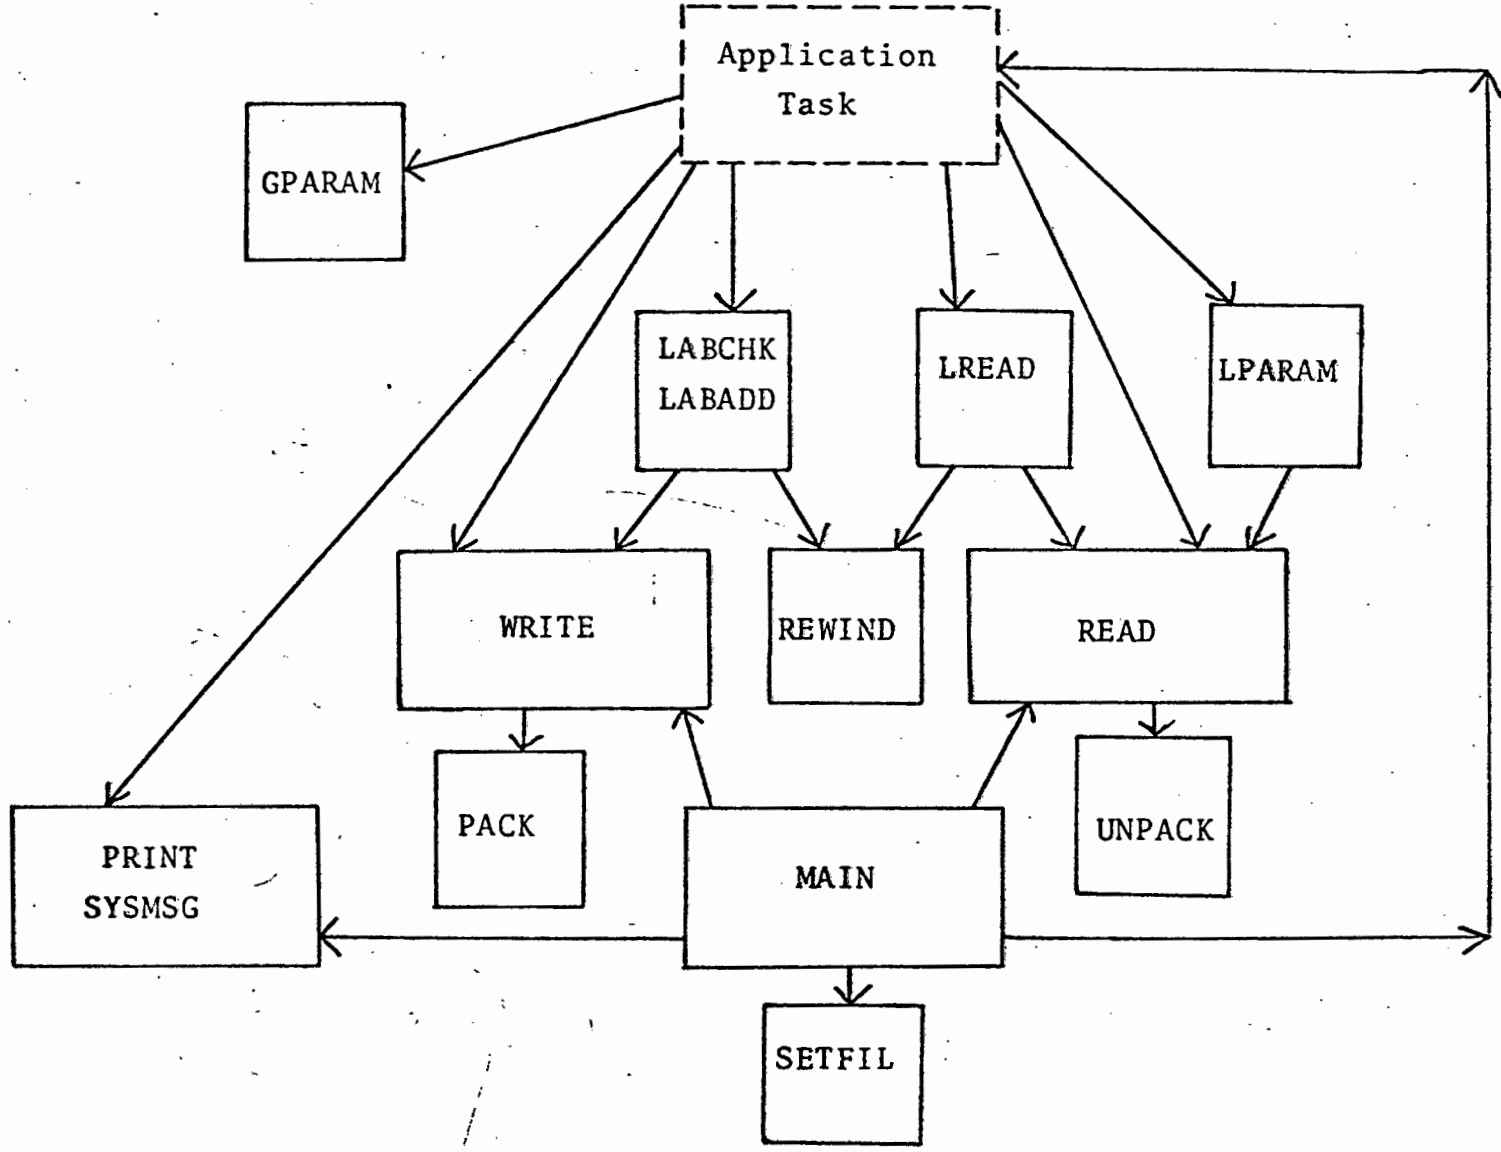 Application
Task
GPARAM
LABCHK
LABADD
LREAD
LPARAM
WRITE
REWIND
READ
PACK
UNPACK
PRINT
SYSMSG
MAIN
SETFIL